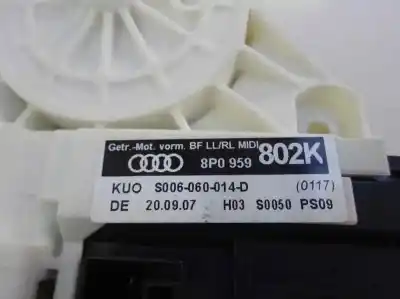 Getr.-Mot. vorm. BF LL/RL MIDI
8P0 959 802K
KUO S006-060-014-D (0117)
DE 20.09.07 H03 S0050 PS09